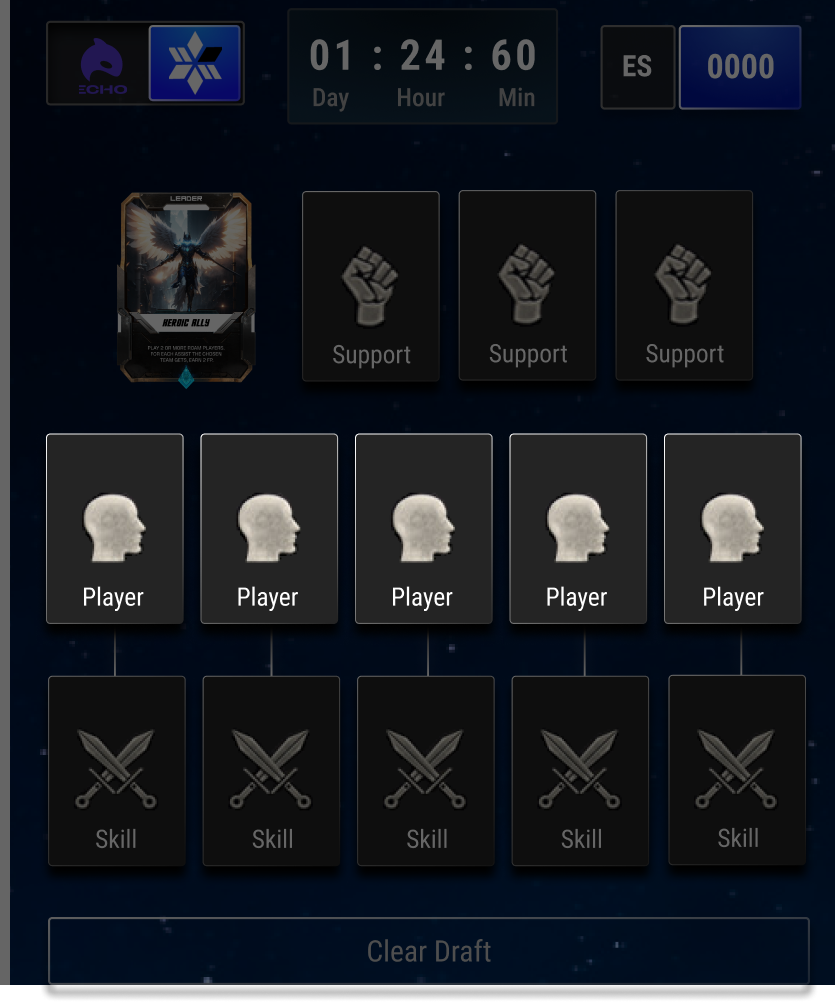 ECHO
01 : 24 : 60
Day Hour Min
ES
0000
LEADER
HEROIC ALLY
PLAY 2 OR MORE ROAM PLAYERS.
FOR EACH ASSIST THE CHOSEN
TEAM GETS, EARN 2 FP.
Support
Support
Support
Player
Player
Player
Player
Player
Skill
Skill
Skill
Skill
Skill
Clear Draft